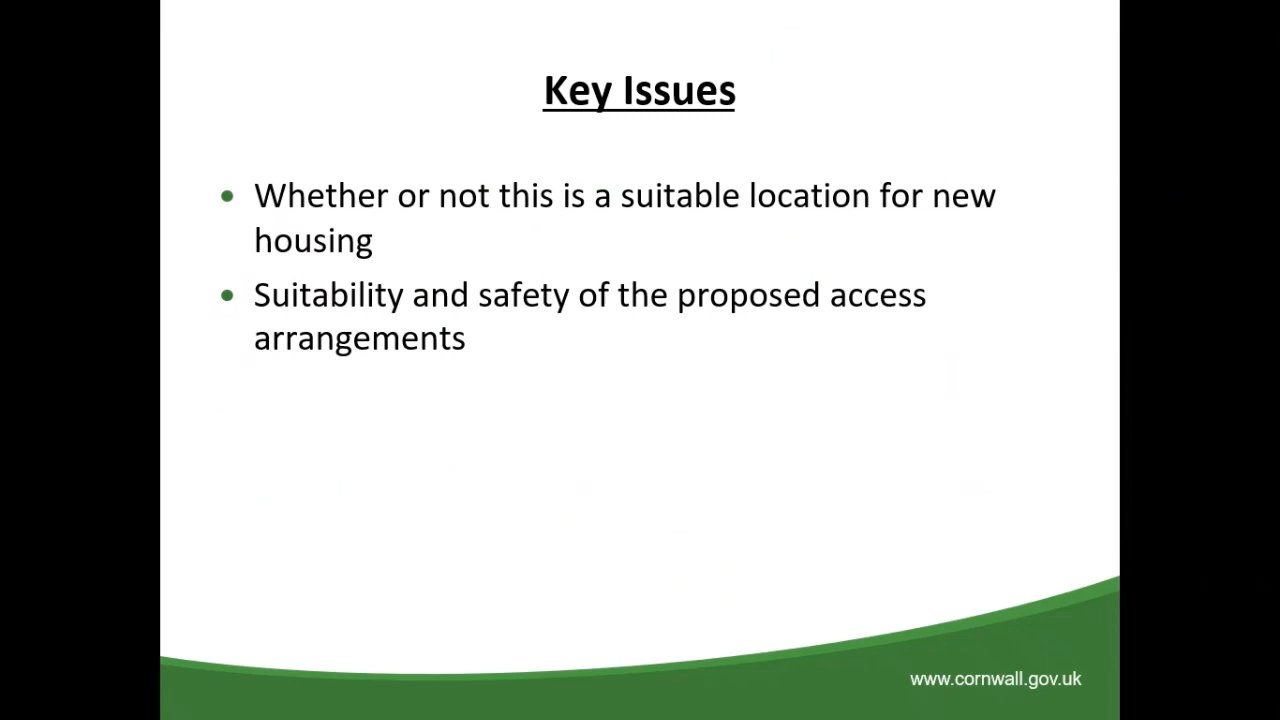 Key Issues
Whether or not this is a suitable location for new
housing
Suitability and safety of the proposed access
arrangements
www.cornwall.gov.uk